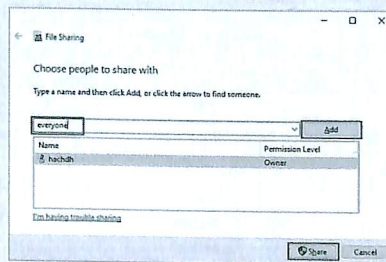 File Sharing
Choose people to share with
Type a name and then click Add, or click the arrow to find someone.
everyone
Add
Name Permission Level
hachdh Owner
I'm having trouble sharing
Share Cancel